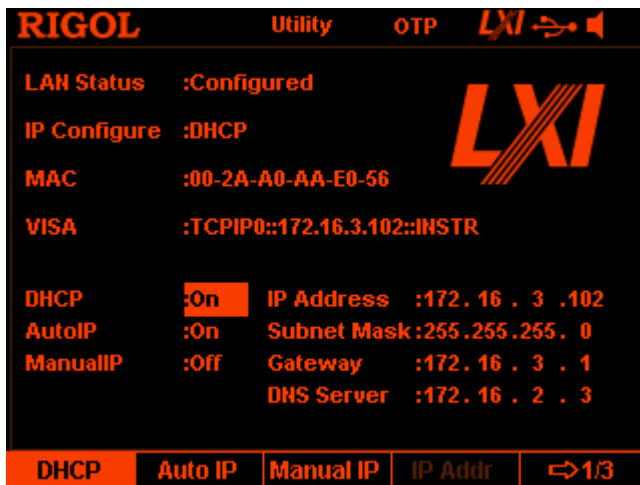 RIGOL Utility OTP LXI
LAN Status :Configured
LXI
IP Configure :DHCP
MAC :00-2A-A0-AA-E0-56
VISA :TCPIP0::172.16.3.102::INSTR
DHCP :On IP Address :172.16.3.102
AutoIP :On Subnet Mask:255.255.255.0
ManualIP :Off Gateway :172.16.3.1
DNS Server :172.16.2.3
DHCP Auto IP Manual IP IP Addr ⇨1/3